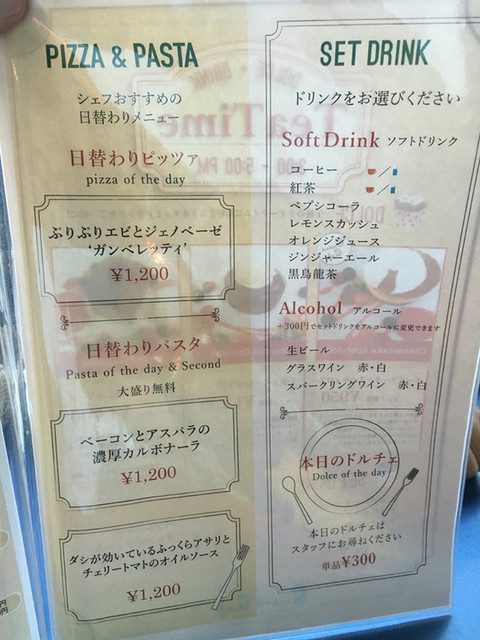 PIZZA & PASTA
シェフおすすめの
日替わりメニュー
日替わりピッツァ
pizza of the day
ぷりぷりエビとジェノベーゼ
‘ガンベレッティ’
¥1,200
日替わりパスタ
Pasta of the day & Second
大盛り無料
ベーコンとアスパラの
濃厚カルボナーラ
¥1,200
ダシが効いているふっくらアサリと
チェリートマトのオイルソース
¥1,200
SET DRINK
ドリンクをお選びください
Soft Drink ソフトドリンク
コーヒー ／
紅茶 ／
ペプシコーラ
レモンスカッシュ
オレンジジュース
ジンジャーエール
黒烏龍茶
Alcohol アルコール
+300円でセットドリンクをアルコールに変更できます
生ビール
グラスワイン 赤・白
スパークリングワイン 赤・白
本日のドルチェ
Dolce of the day
本日のドルチェは
スタッフにお尋ねください
単品¥300